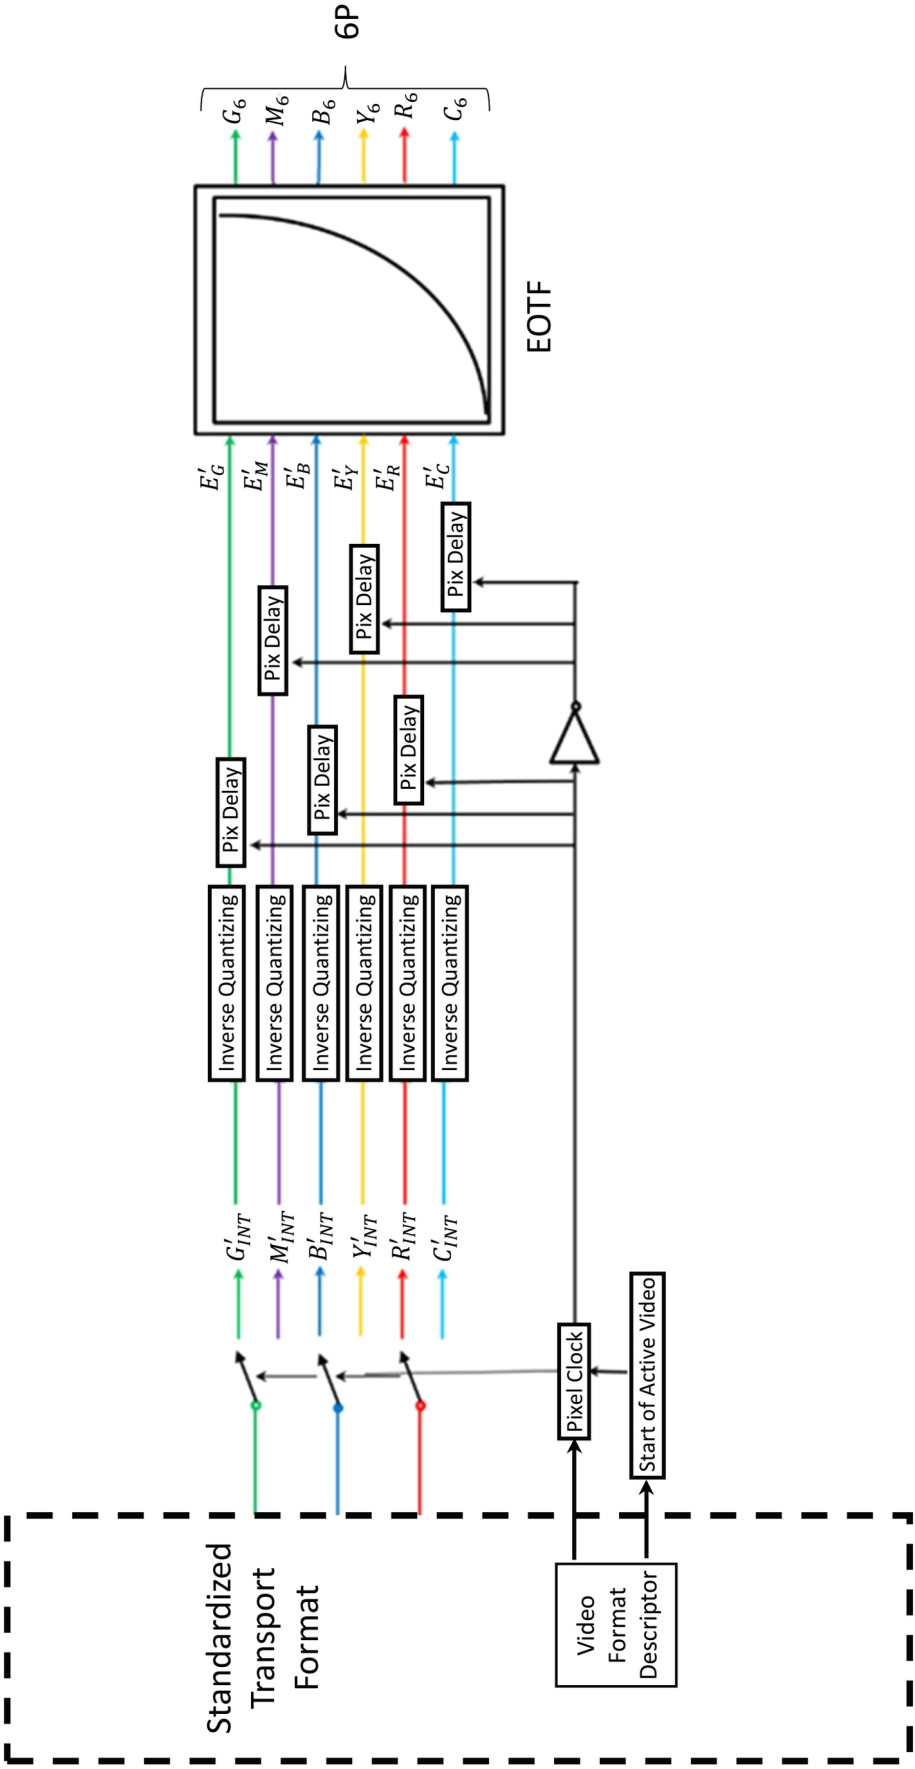 Standardized
Transport
Format
Video
Format
Descriptor
Pixel Clock
Start of Active Video
G′INT
M′INT
B′INT
Y′INT
R′INT
C′INT
Inverse Quantizing
Inverse Quantizing
Inverse Quantizing
Inverse Quantizing
Inverse Quantizing
Inverse Quantizing
Pix Delay
Pix Delay
Pix Delay
Pix Delay
Pix Delay
Pix Delay
E′G
E′M
E′B
E′Y
E′R
E′C
EOTF
G6
M6
B6
Y6
R6
C6
6P